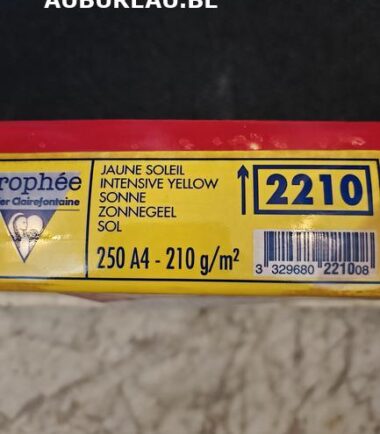 AUBUREAU.BE
rophée
er Clairefontaine
JAUNE SOLEIL
INTENSIVE YELLOW
SONNE
ZONNEGEEL
SOL
250 A4 - 210 g/m²
2210
3 329680 221008